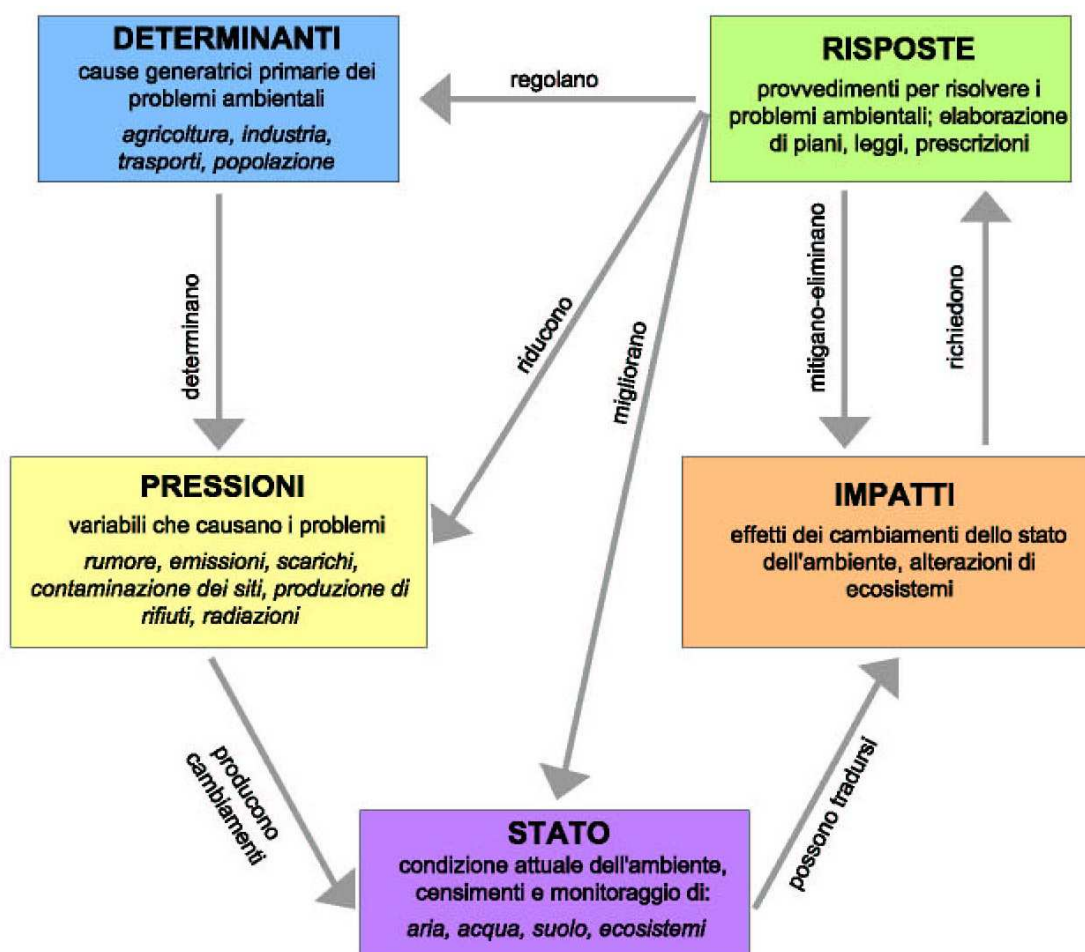 DETERMINANTI
cause generatrici primarie dei
problemi ambientali
agricoltura, industria,
trasporti, popolazione
regolano
RISPOSTE
provvedimenti per risolvere i
problemi ambientali; elaborazione
di piani, leggi, prescrizioni
determinano
riducono
migliorano
mitigano-eliminano
richiedono
PRESSIONI
variabili che causano i problemi
rumore, emissioni, scarichi,
contaminazione dei siti, produzione di
rifiuti, radiazioni
IMPATTI
effetti dei cambiamenti dello stato
dell'ambiente, alterazioni di
ecosistemi
producono
cambiamenti
possono tradursi
STATO
condizione attuale dell'ambiente,
censimenti e monitoraggio di:
aria, acqua, suolo, ecosistemi